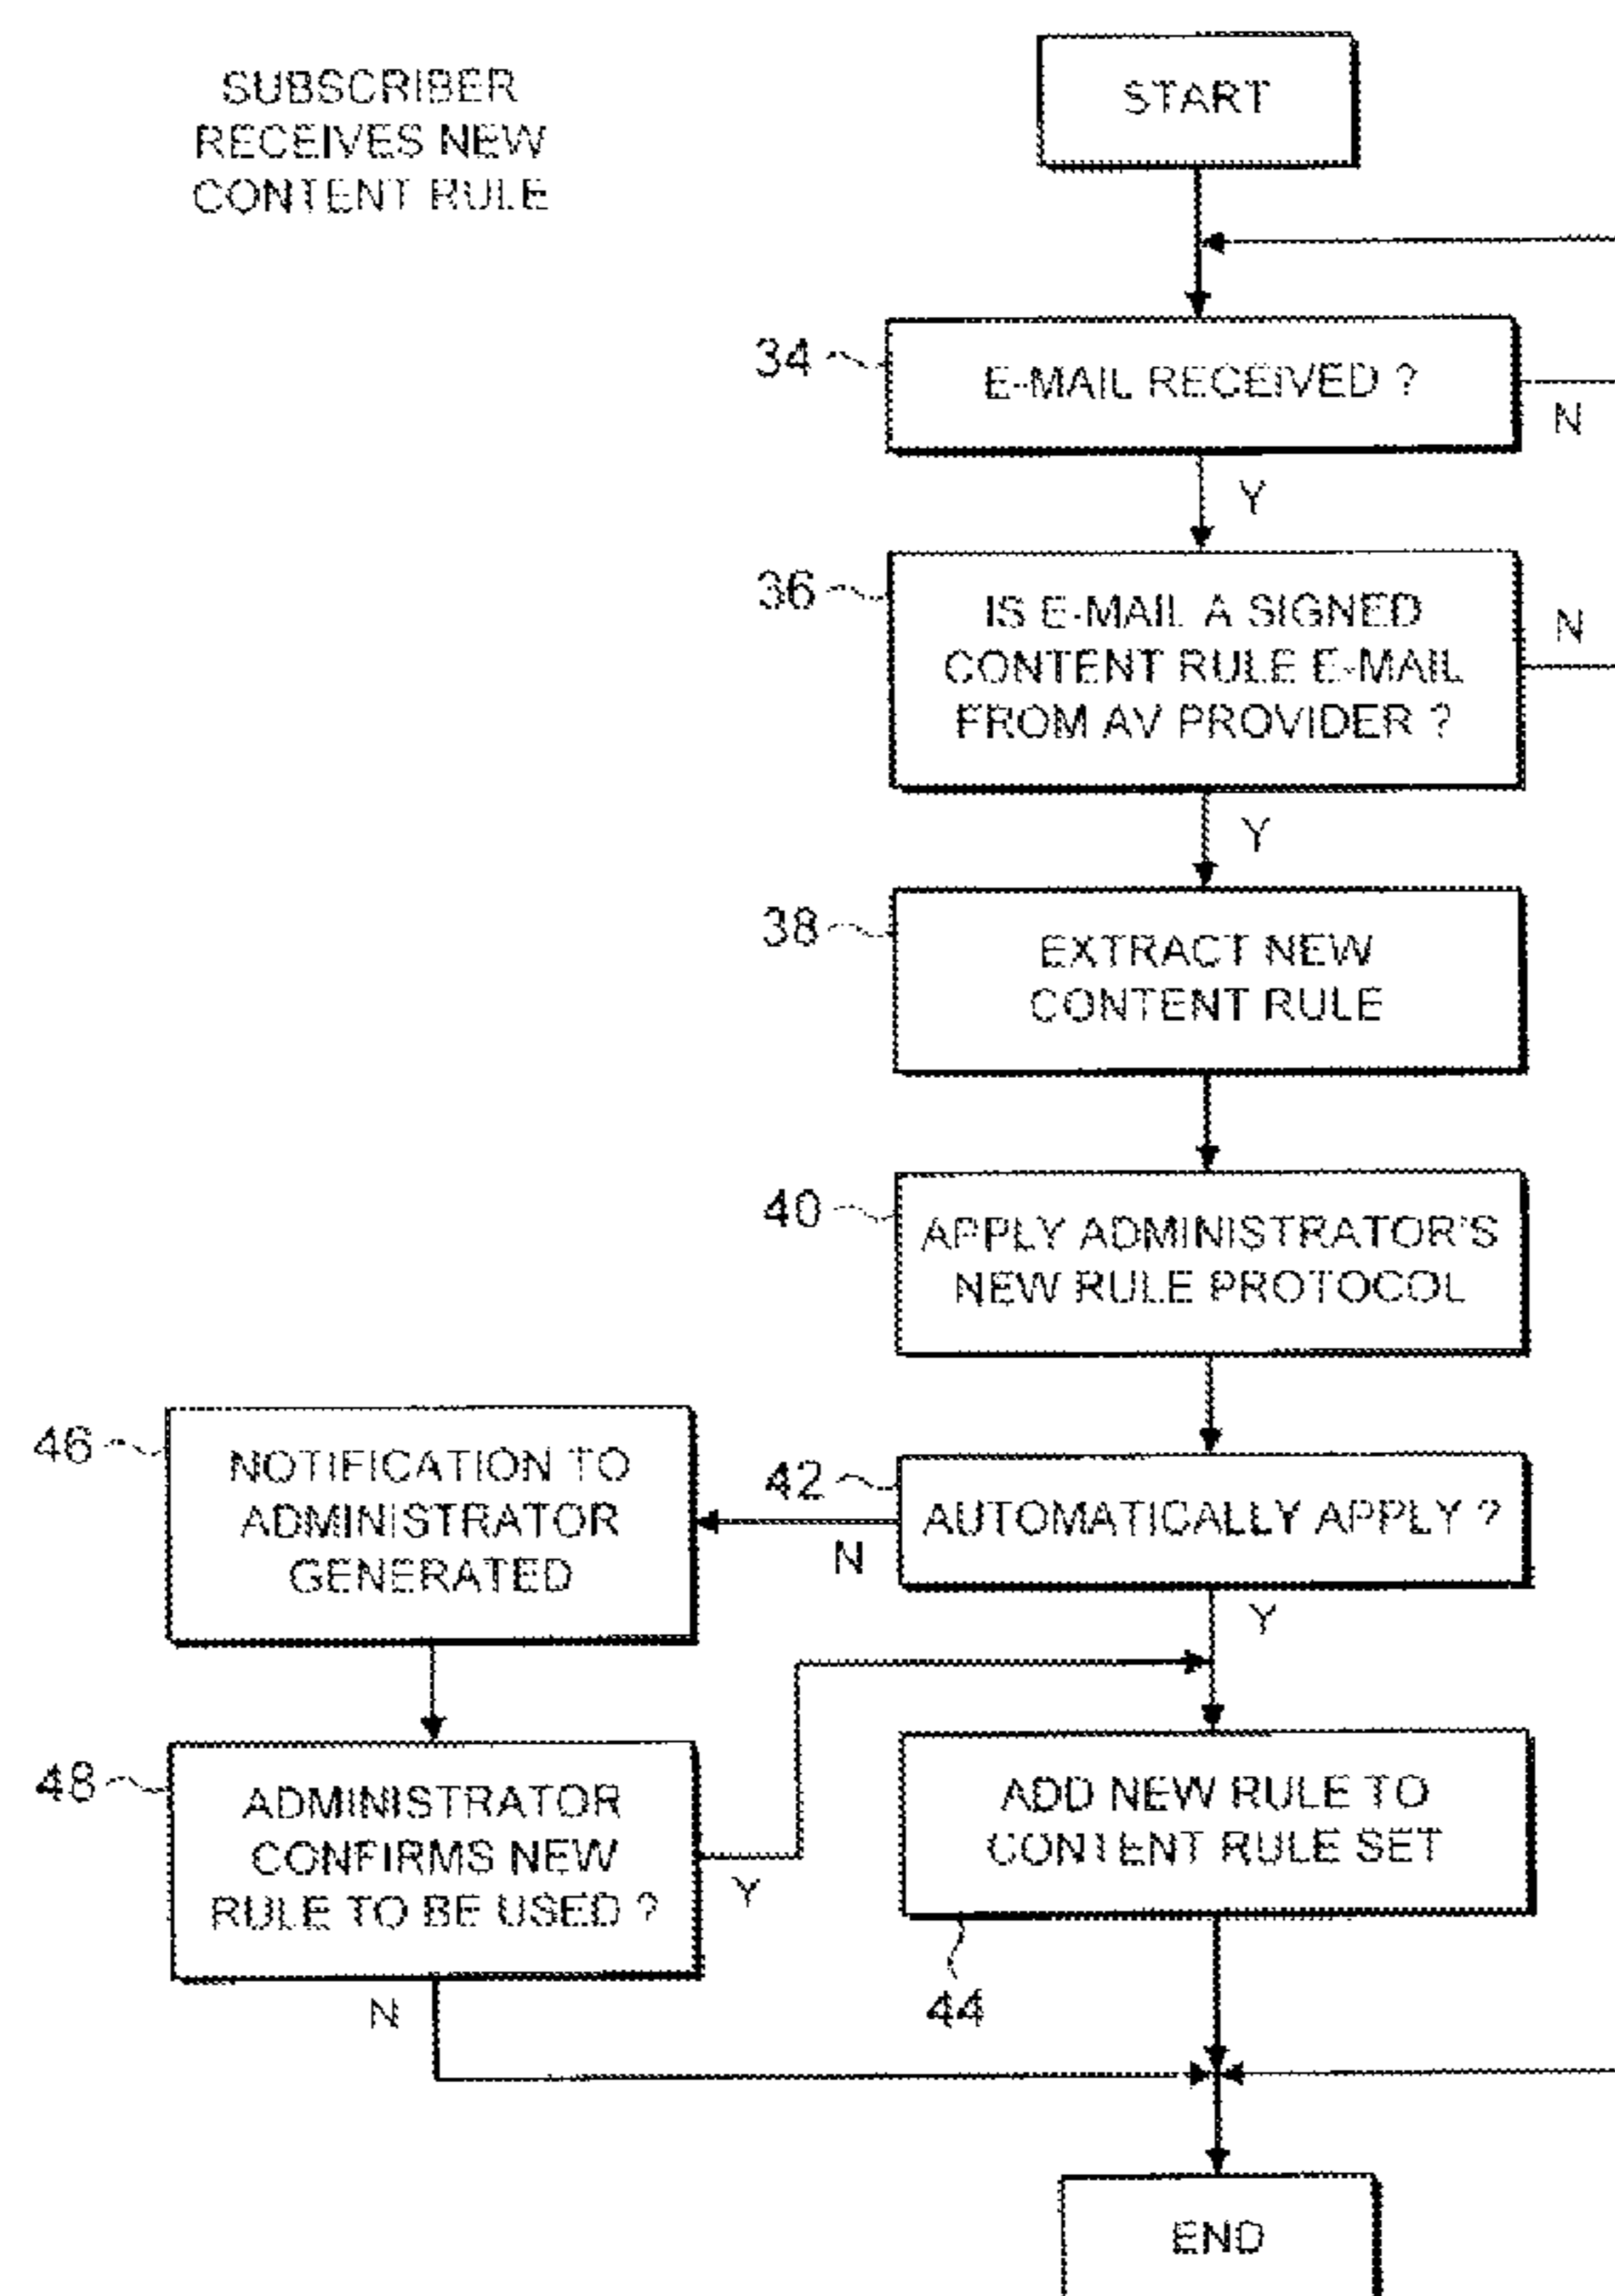 SUBSCRIBER
RECEIVES NEW
CONTENT RULE
START
34
E-MAIL RECEIVED ?
N
Y
36
IS E-MAIL A SIGNED
CONTENT RULE E-MAIL
FROM AV PROVIDER ?
N
Y
38
EXTRACT NEW
CONTENT RULE
40
APPLY ADMINISTRATOR'S
NEW RULE PROTOCOL
42
AUTOMATICALLY APPLY ?
N
Y
46
NOTIFICATION TO
ADMINISTRATOR
GENERATED
48
ADMINISTRATOR
CONFIRMS NEW
RULE TO BE USED ?
Y
N
ADD NEW RULE TO
CONTENT RULE SET
44
END